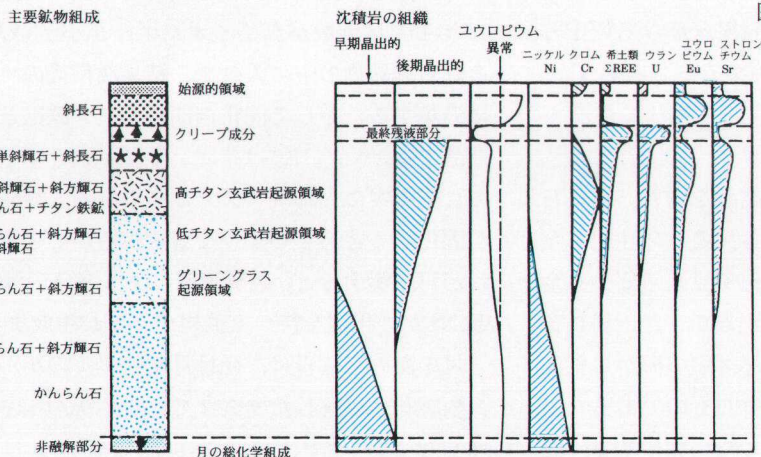 主要鉱物組成
斜長石
単斜輝石+斜長石
斜輝石+斜方輝石
ん石+チタン鉄鉱
らん石+斜方輝石
斜輝石
らん石+斜方輝石
らん石+斜方輝石
かんらん石
非融解部分
始源的領域
クリープ成分
高チタン玄武岩起源領域
低チタン玄武岩起源領域
グリーングラス
起源領域
月の総化学組成
沈積岩の組織
早期晶出的
後期晶出的
最終残液部分
ユウロピウム
異常
ニッケル
Ni
クロム
Cr
希土類
ΣREE
ウラン
U
ユウロ
ピウム
Eu
ストロン
チウム
Sr